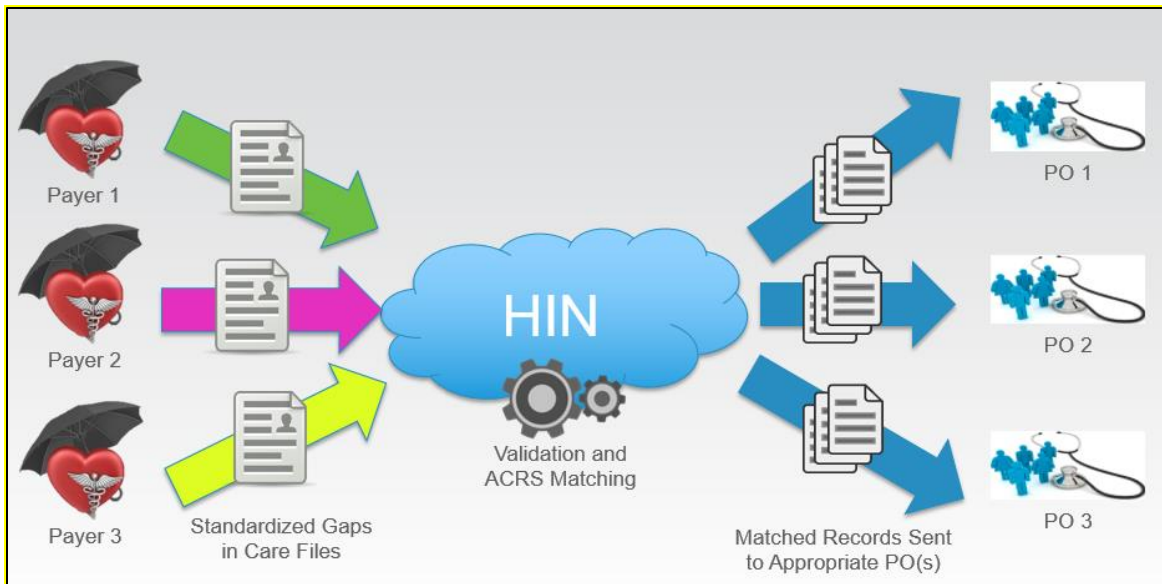 Payer 1
Payer 2
Payer 3
Standardized Gaps
in Care Files
HIN
Validation and
ACRS Matching
Matched Records Sent
to Appropriate PO(s)
PO 1
PO 2
PO 3